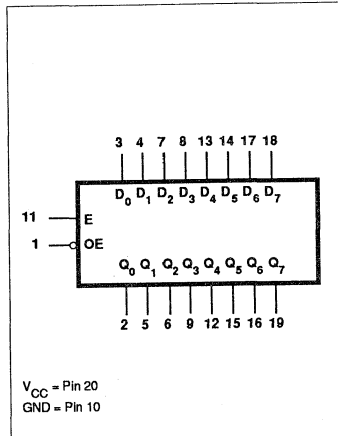 3 4 7 8 13 14 17 18
D0 D1 D2 D3 D4 D5 D6 D7
11 E
1 OE
Q0 Q1 Q2 Q3 Q4 Q5 Q6 Q7
2 5 6 9 12 15 16 19
VCC = Pin 20
GND = Pin 10